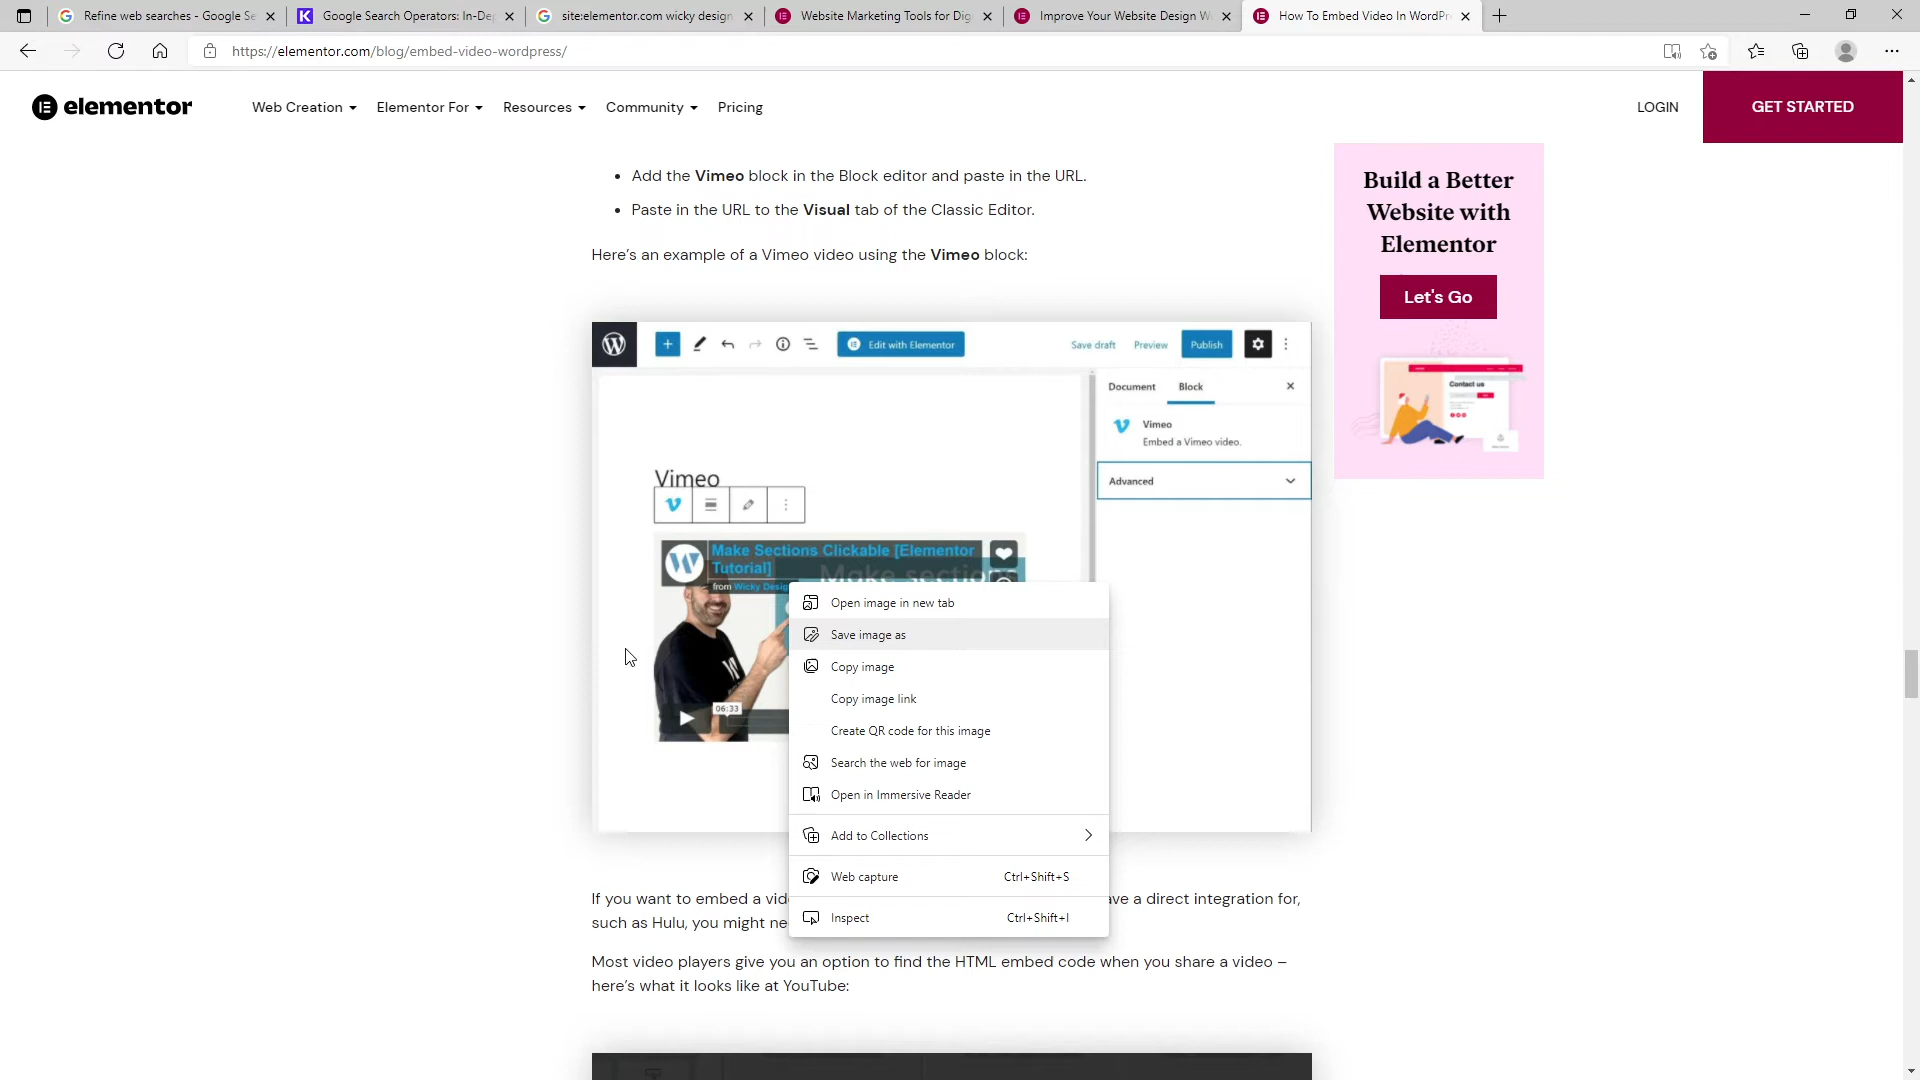 Refine web searches - Google Se
Google Search Operators: In-Dep
site:elementor.com wicky design
Website Marketing Tools for Dig
Improve Your Website Design W
How To Embed Video In WordPr
https://elementor.com/blog/embed-video-wordpress/
elementor
Web Creation
Elementor For
Resources
Community
Pricing
LOGIN
GET STARTED
Add the Vimeo block in the Block editor and paste in the URL.
Paste in the URL to the Visual tab of the Classic Editor.
Here's an example of a Vimeo video using the Vimeo block:
Build a Better
Website with
Elementor
Let's Go
Contact us
Edit with Elementor
Save draft
Preview
Publish
Document
Block
Vimeo
Embed a Vimeo video.
Advanced
Vimeo
Make Sections Clickable [Elementor
Tutorial]
from Wicky Desig
Make sections
06:33
Open image in new tab
Save image as
Copy image
Copy image link
Create QR code for this image
Search the web for image
Open in Immersive Reader
Add to Collections
Web capture Ctrl+Shift+S
Inspect Ctrl+Shift+I
If you want to embed a vid ave a direct integration for,
such as Hulu, you might ne
Most video players give you an option to find the HTML embed code when you share a video –
here's what it looks like at YouTube: